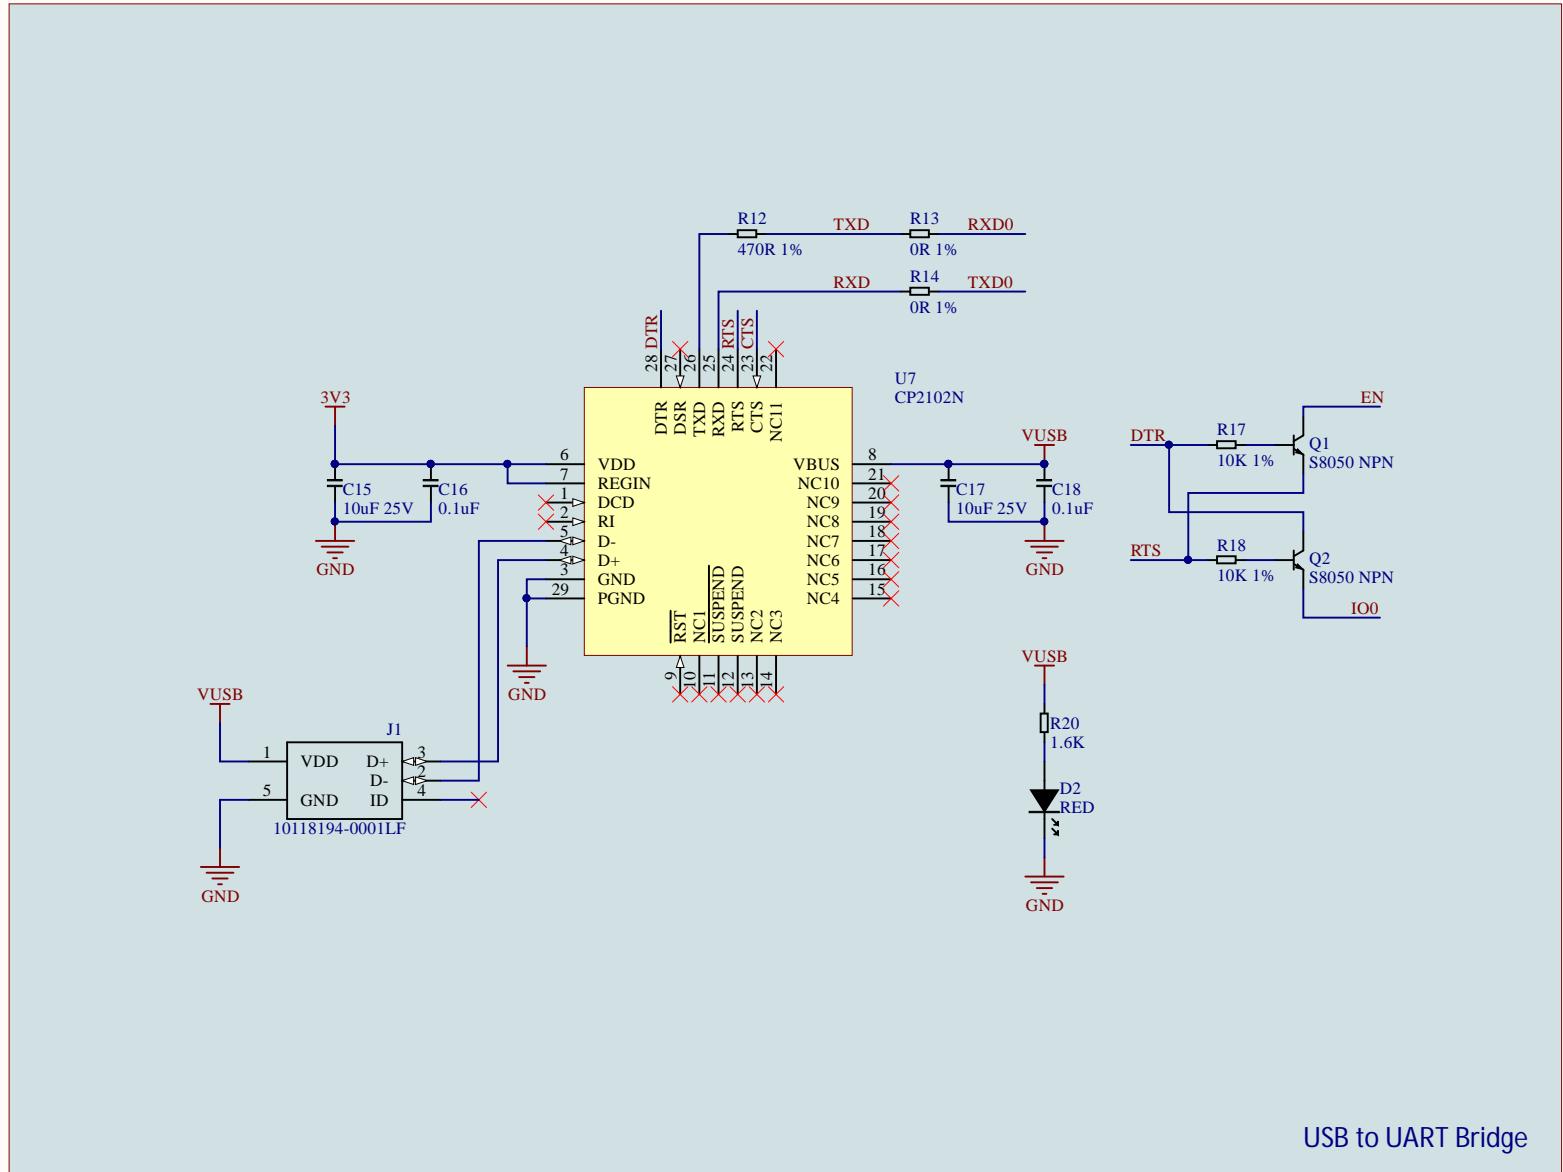 R12
TXD
R13
RXD0
470R 1%
0R 1%
RXD
R14
TXD0
0R 1%
DTR
RTS
CTS
28
27
26
25
24
23
22
U7
CP2102N
DTR
DSR
TXD
RXD
RTS
CTS
NC11
3V3
6
VDD
7
REGIN
1
DCD
2
RI
5
D-
4
D+
3
GND
29
PGND
C15
10uF 25V
C16
0.1uF
GND
GND
VBUS
8
NC10
21
NC9
20
NC8
19
NC7
18
NC6
17
NC5
16
NC4
15
RST
NC1
SUSPEND
SUSPEND
NC2
NC3
9
10
11
12
13
14
VUSB
C17
10uF 25V
C18
0.1uF
GND
EN
DTR
R17
10K 1%
Q1
S8050 NPN
RTS
R18
10K 1%
Q2
S8050 NPN
IO0
VUSB
R20
1.6K
D2
RED
GND
VUSB
J1
1
VDD
D+
3
D-
2
5
GND
ID
4
10118194-0001LF
GND
USB to UART Bridge